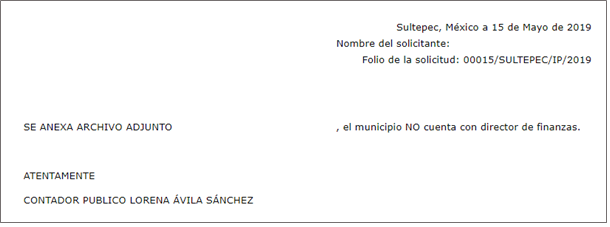 Sultepec, México a 15 de Mayo de 2019
Nombre del solicitante:
Folio de la solicitud: 00015/SULTEPEC/IP/2019
SE ANEXA ARCHIVO ADJUNTO , el municipio NO cuenta con director de finanzas.
ATENTAMENTE
CONTADOR PUBLICO LORENA ÁVILA SÁNCHEZ